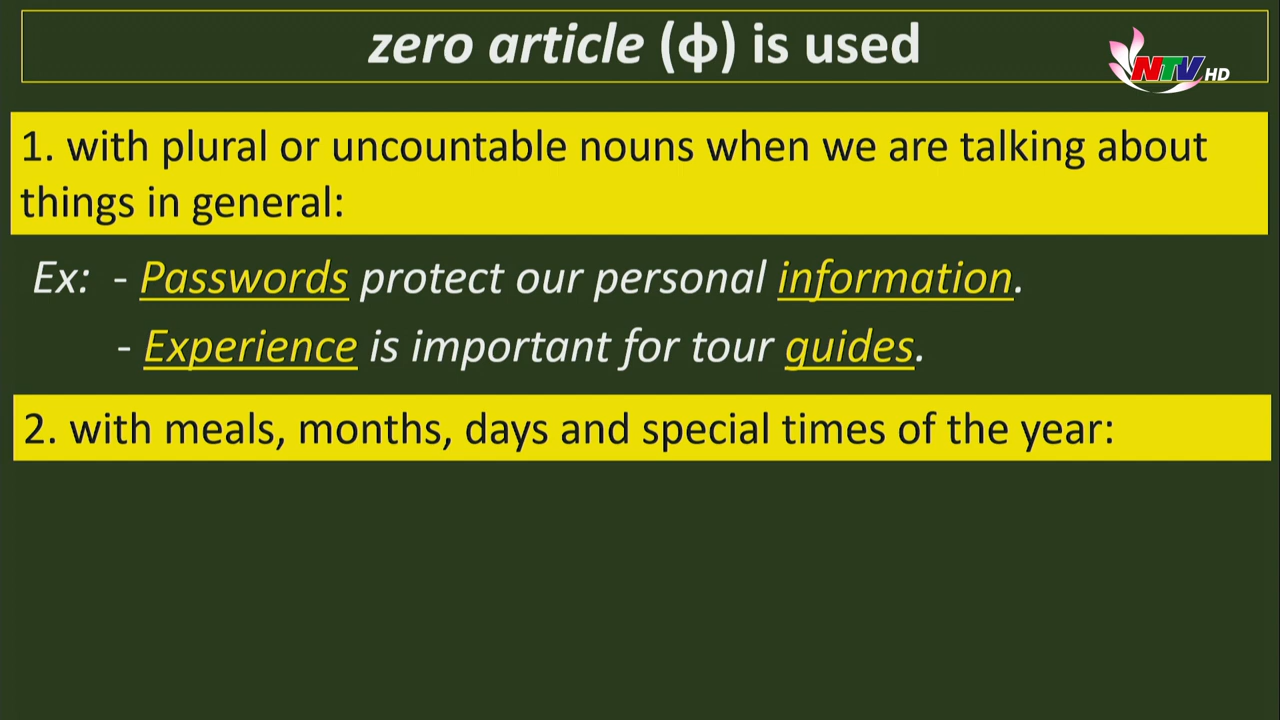 zero article (ф) is used
NTV HD
1. with plural or uncountable nouns when we are talking about
things in general:
Ex: - Passwords protect our personal information.
- Experience is important for tour guides.
2. with meals, months, days and special times of the year: